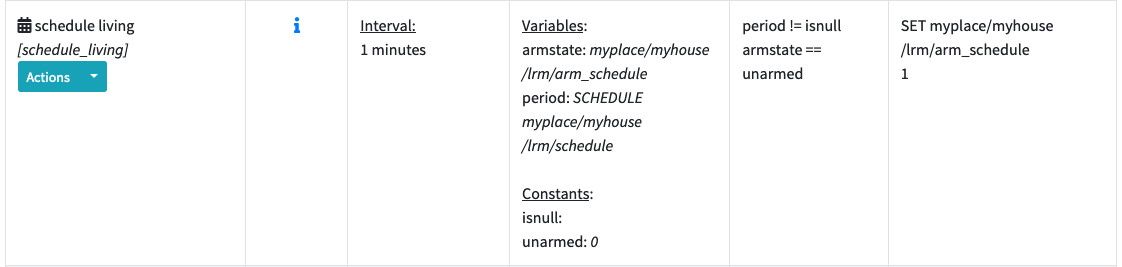 schedule living
[schedule_living]
Actions
Interval:
1 minutes
Variables:
armstate: myplace/myhouse
/lrm/arm_schedule
period: SCHEDULE
myplace/myhouse
/lrm/schedule
Constants:
isnull:
unarmed: 0
period != isnull
armstate ==
unarmed
SET myplace/myhouse
/lrm/arm_schedule
1